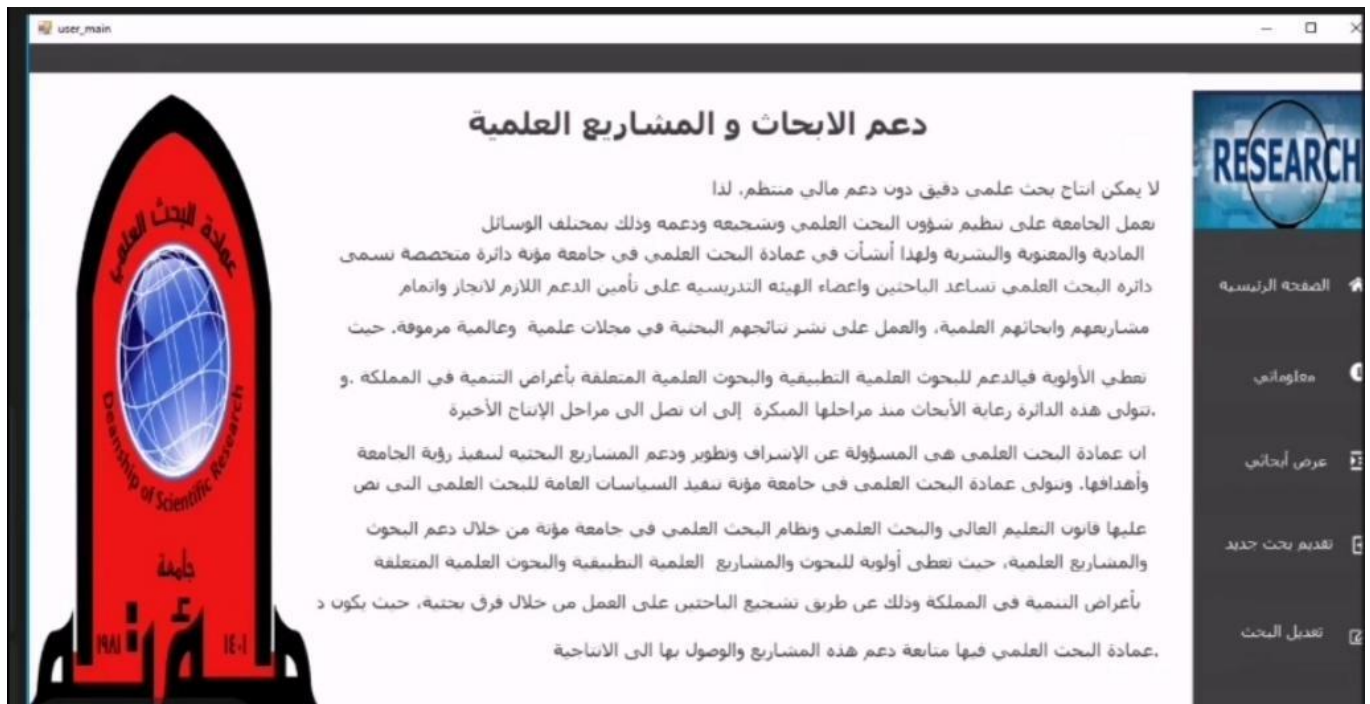 user_main
دعم الابحاث و المشاريع العلمية
لا يمكن انتاج بحث علمي دقيق دون دعم مالي منتظم، لذا
تعمل الجامعة على تنظيم شؤون البحث العلمي وتشجيعه ودعمه وذلك بمختلف الوسائل
المادية والمعنوية والبشرية ولهذا أنشأت في عمادة البحث العلمي في جامعة مؤتة دائرة متخصصة تسمى
دائره البحث العلمي تساعد الباحثين واعضاء الهيئه التدريسيه على تأمين الدعم اللازم لانجاز واتمام
مشاريعهم وابحاثهم العلمية، والعمل على نشر نتائجهم البحثية في مجلات علمية وعالمية مرموقة. حيث
تعطي الأولوية فيالدعم للبحوث العلمية التطبيقية والبحوث العلمية المتعلقة بأغراض التنمية في المملكة .و
.تتولى هذه الدائرة رعاية الأبحاث منذ مراحلها المبكرة إلى ان تصل الى مراحل الإنتاج الأخيرة
ان عمادة البحث العلمي هي المسؤولة عن الإشراف وتطوير ودعم المشاريع البحثيه لتنفيذ رؤية الجامعة
وأهدافها. وتتولى عمادة البحث العلمي في جامعة مؤتة تنفيذ السياسات العامة للبحث العلمي التي نص
عليها قانون التعليم العالي والبحث العلمي ونظام البحث العلمي في جامعة مؤتة من خلال دعم البحوث
والمشاريع العلمية، حيث تعطى أولوية للبحوث والمشاريع العلمية التطبيقية والبحوث العلمية المتعلقة
بأغراض التنمية في المملكة وذلك عن طريق تشجيع الباحثين على العمل من خلال فرق بحثية، حيث يكون د
.عمادة البحث العلمي فيها متابعة دعم هذه المشاريع والوصول بها الى الانتاجية
RESEARCH
الصفحة الرئيسيه
معلوماتي
عرض أبحاثي
تقديم بحث جديد
تعديل البحث
عمادة البحث العلمي
Deanship of Scientific Research
جامعة
مؤتة
١٩٨١
١٤٠١